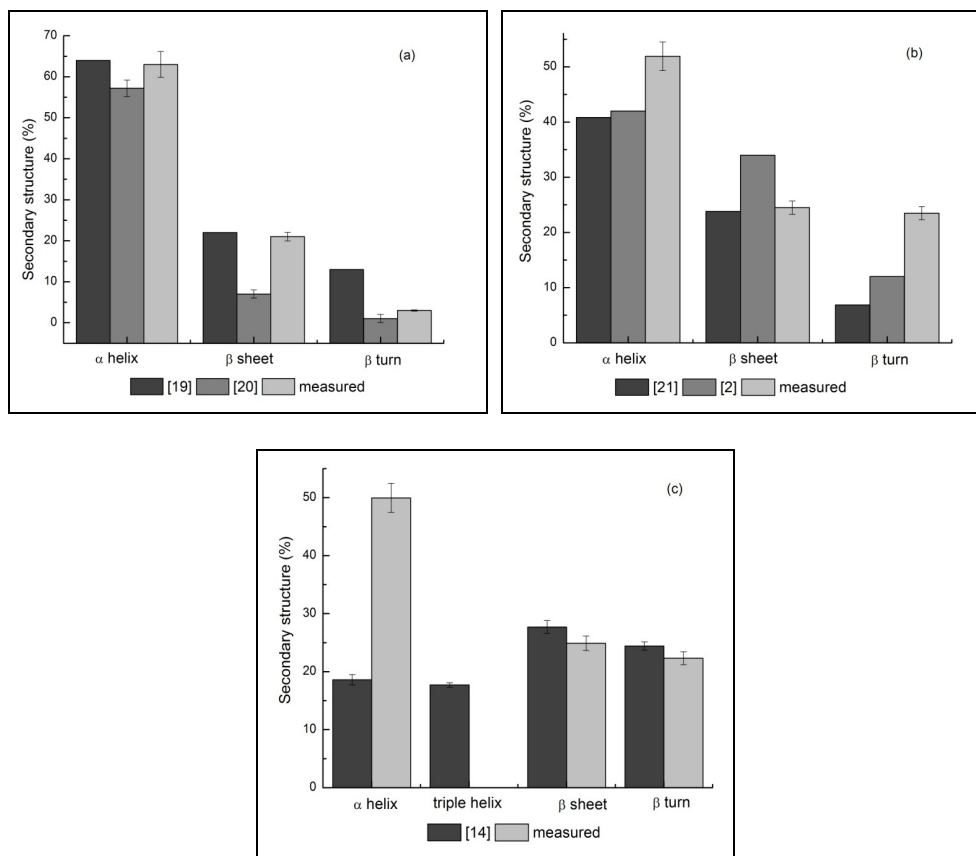 (a)
Secondary structure (%)
70
60
50
40
30
20
10
0
α helix β sheet β turn
[19] [20] measured
(b)
Secondary structure (%)
50
40
30
20
10
0
α helix β sheet β turn
[21] [2] measured
(c)
Secondary structure (%)
50
40
30
20
10
0
α helix triple helix β sheet β turn
[14] measured